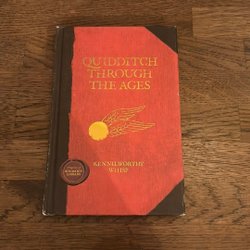 QUIDDITCH
THROUGH
THE AGES
KENNILWORTHY
WHISP